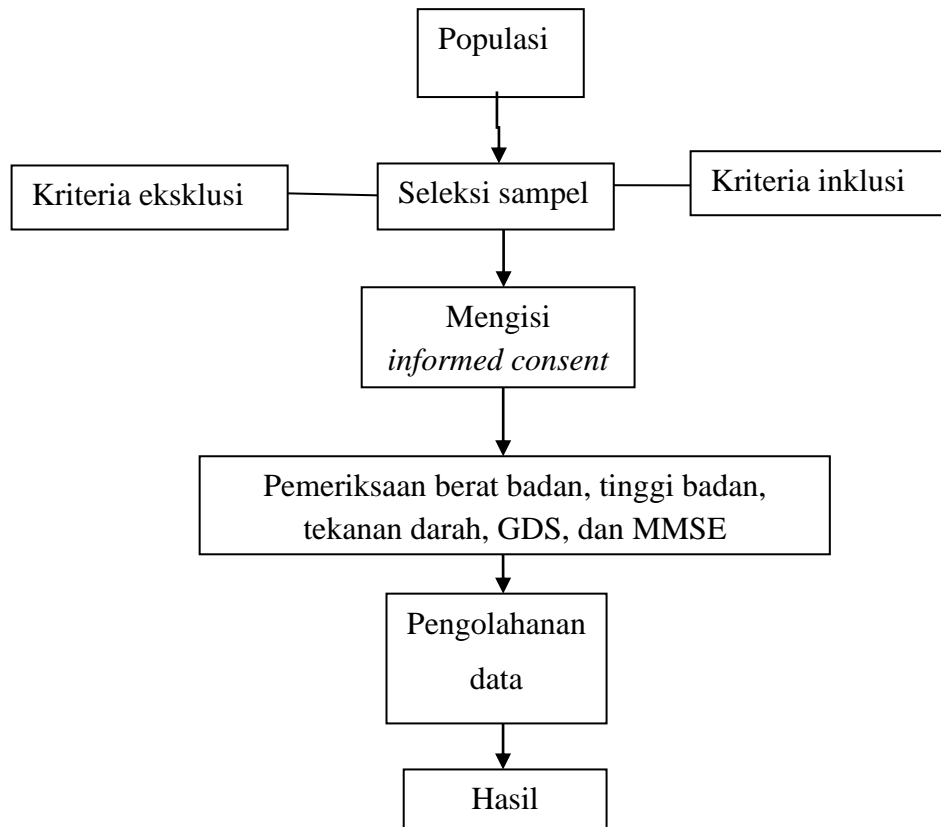 Populasi
Kriteria eksklusi
Seleksi sampel
Kriteria inklusi
Mengisi
informed consent
Pemeriksaan berat badan, tinggi badan,
tekanan darah, GDS, dan MMSE
Pengolahanan
data
Hasil